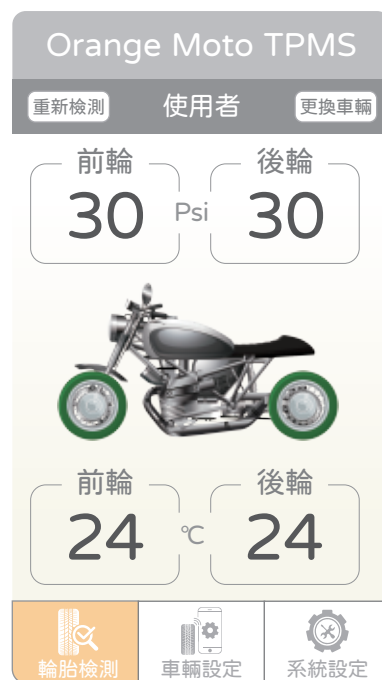 Orange Moto TPMS
重新檢測 使用者 更換車輛
前輪 後輪
30 Psi 30
前輪 後輪
24 ℃ 24
輪胎檢測 車輛設定 系統設定